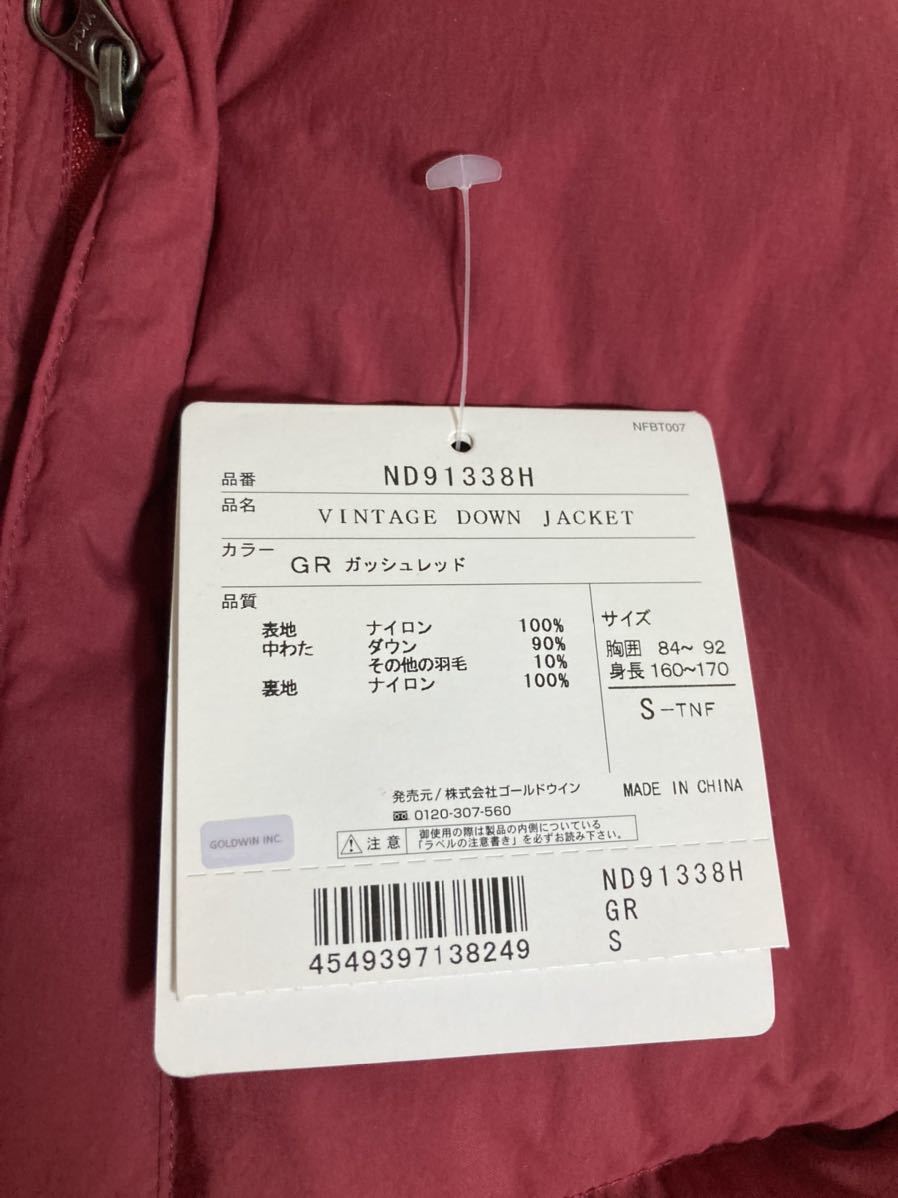 YKK
NFBT007
品番 ND91338H
品名 VINTAGE DOWN JACKET
カラー GR ガッシュレッド
品質
表地 ナイロン 100%
中わた ダウン 90%
その他の羽毛 10%
裏地 ナイロン 100%
サイズ
胸囲 84~ 92
身長 160~170
S-TNF
発売元/株式会社ゴールドウイン
0120-307-560
MADE IN CHINA
GOLDWIN INC.
注意 御使用の際は製品の内側についている
「ラベルの注意書き」を必ずお読み下さい。
4549397138249
ND91338H
GR
S